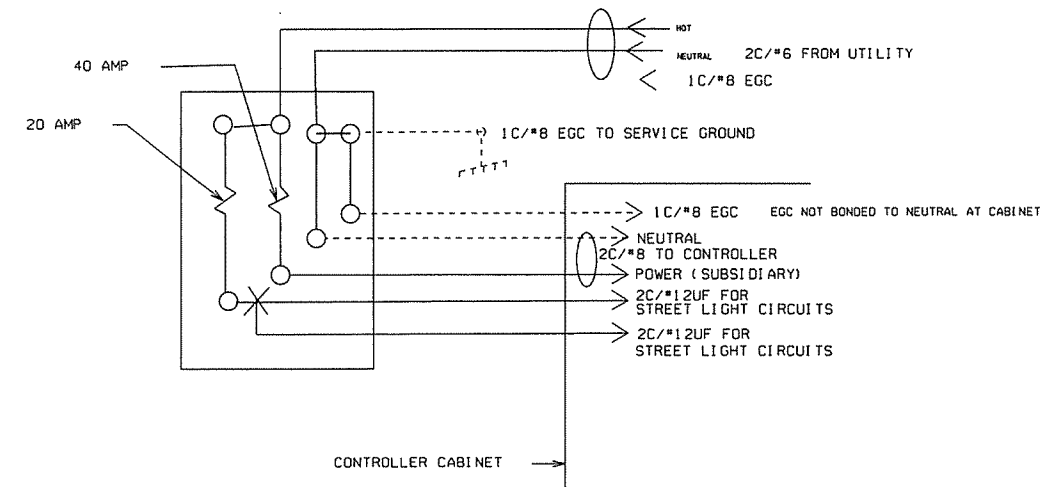 HOT
NEUTRAL 2C/#6 FROM UTILITY
40 AMP
1C/#8 EGC
20 AMP
1C/#8 EGC TO SERVICE GROUND
1C/#8 EGC EGC NOT BONDED TO NEUTRAL AT CABINET
NEUTRAL
2C/#8 TO CONTROLLER
POWER (SUBSIDIARY)
2C/#12UF FOR
STREET LIGHT CIRCUITS
2C/#12UF FOR
STREET LIGHT CIRCUITS
CONTROLLER CABINET